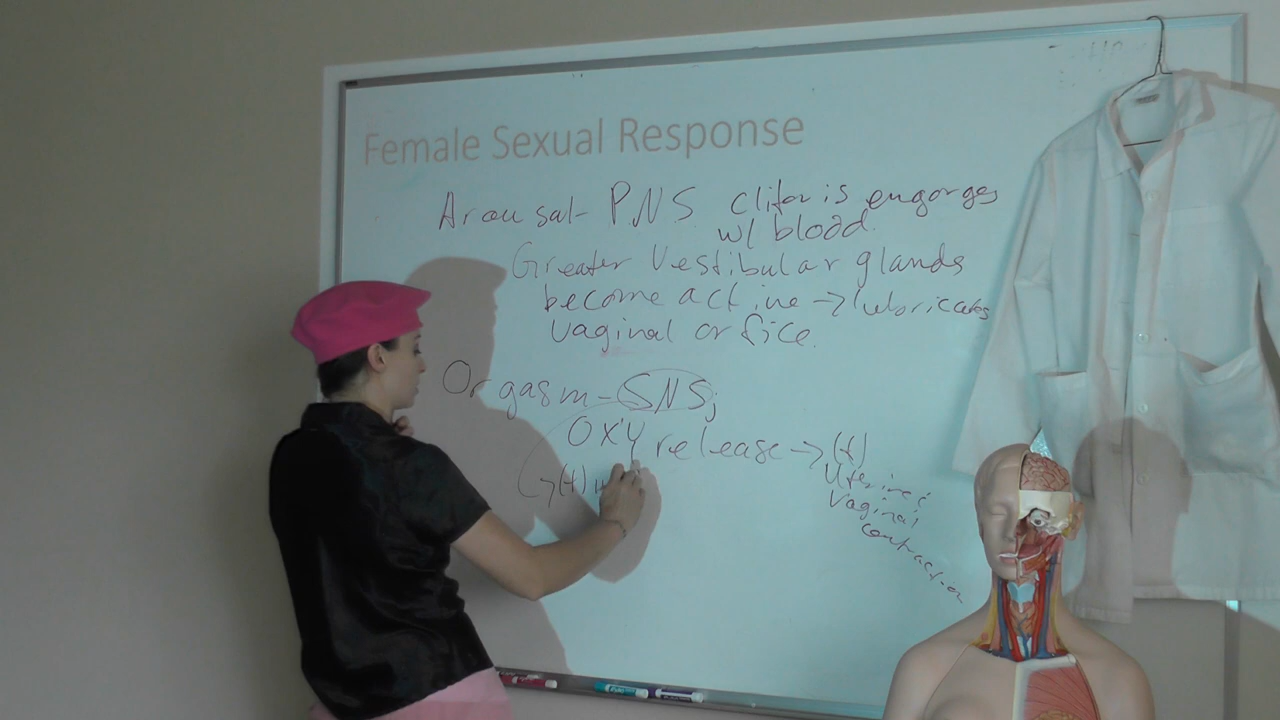 Female Sexual Response
Arousal- PNS clitoris engorges
w/ blood.
Greater Vestibular glands
become active → lubricates
vaginal orfice.
Orgasm-SNS;
OXY release → (+)
Uterine &
Vaginal
contraction
↳ (+)